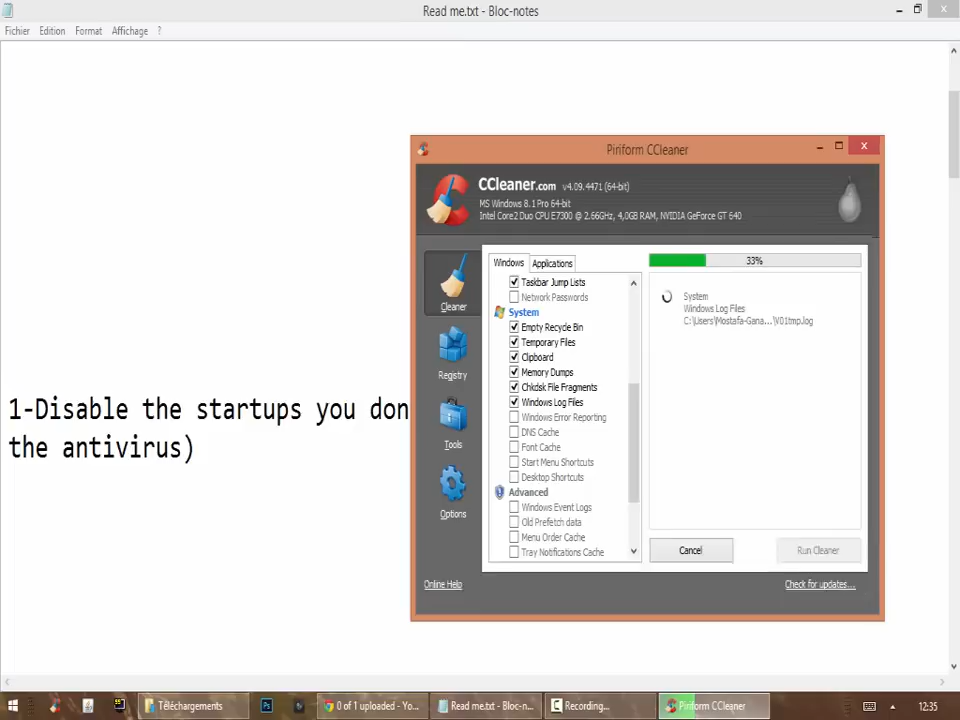 Read me.txt - Bloc-notes
Fichier Edition Format Affichage ?
1-Disable the startups you don
the antivirus)
Piriform CCleaner
CCleaner.com v4.09.4471 (64-bit)
MS Windows 8.1 Pro 64-bit
Intel Core2 Duo CPU E7300 @ 2.66GHz, 4,0GB RAM, NVIDIA GeForce GT 640
Cleaner
Registry
Tools
Options
Windows Applications
Taskbar Jump Lists
Network Passwords
System
Empty Recycle Bin
Temporary Files
Clipboard
Memory Dumps
Chkdsk File Fragments
Windows Log Files
Windows Error Reporting
DNS Cache
Font Cache
Start Menu Shortcuts
Desktop Shortcuts
Advanced
Windows Event Logs
Old Prefetch data
Menu Order Cache
Tray Notifications Cache
33%
System
Windows Log Files
C:\Users\Mostafa-Gana...\V01tmp.log
Cancel
Run Cleaner
Online Help
Check for updates...
Téléchargements
Ps
0 of 1 uploaded - Yo...
Read me.txt - Bloc-n...
Recording...
Piriform CCleaner
12:35